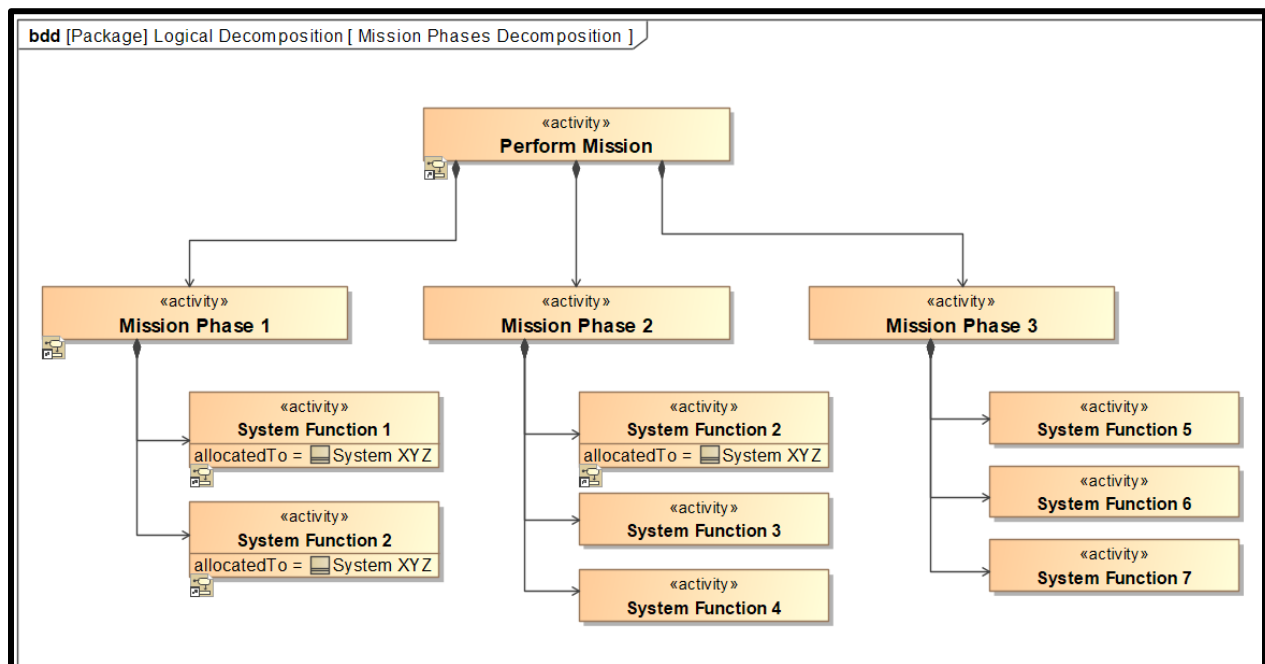 bdd [Package] Logical Decomposition [ Mission Phases Decomposition ]
«activity»
Perform Mission
«activity»
Mission Phase 1
«activity»
Mission Phase 2
«activity»
Mission Phase 3
«activity»
System Function 1
allocatedTo = System XYZ
«activity»
System Function 2
allocatedTo = System XYZ
«activity»
System Function 2
allocatedTo = System XYZ
«activity»
System Function 3
«activity»
System Function 4
«activity»
System Function 5
«activity»
System Function 6
«activity»
System Function 7